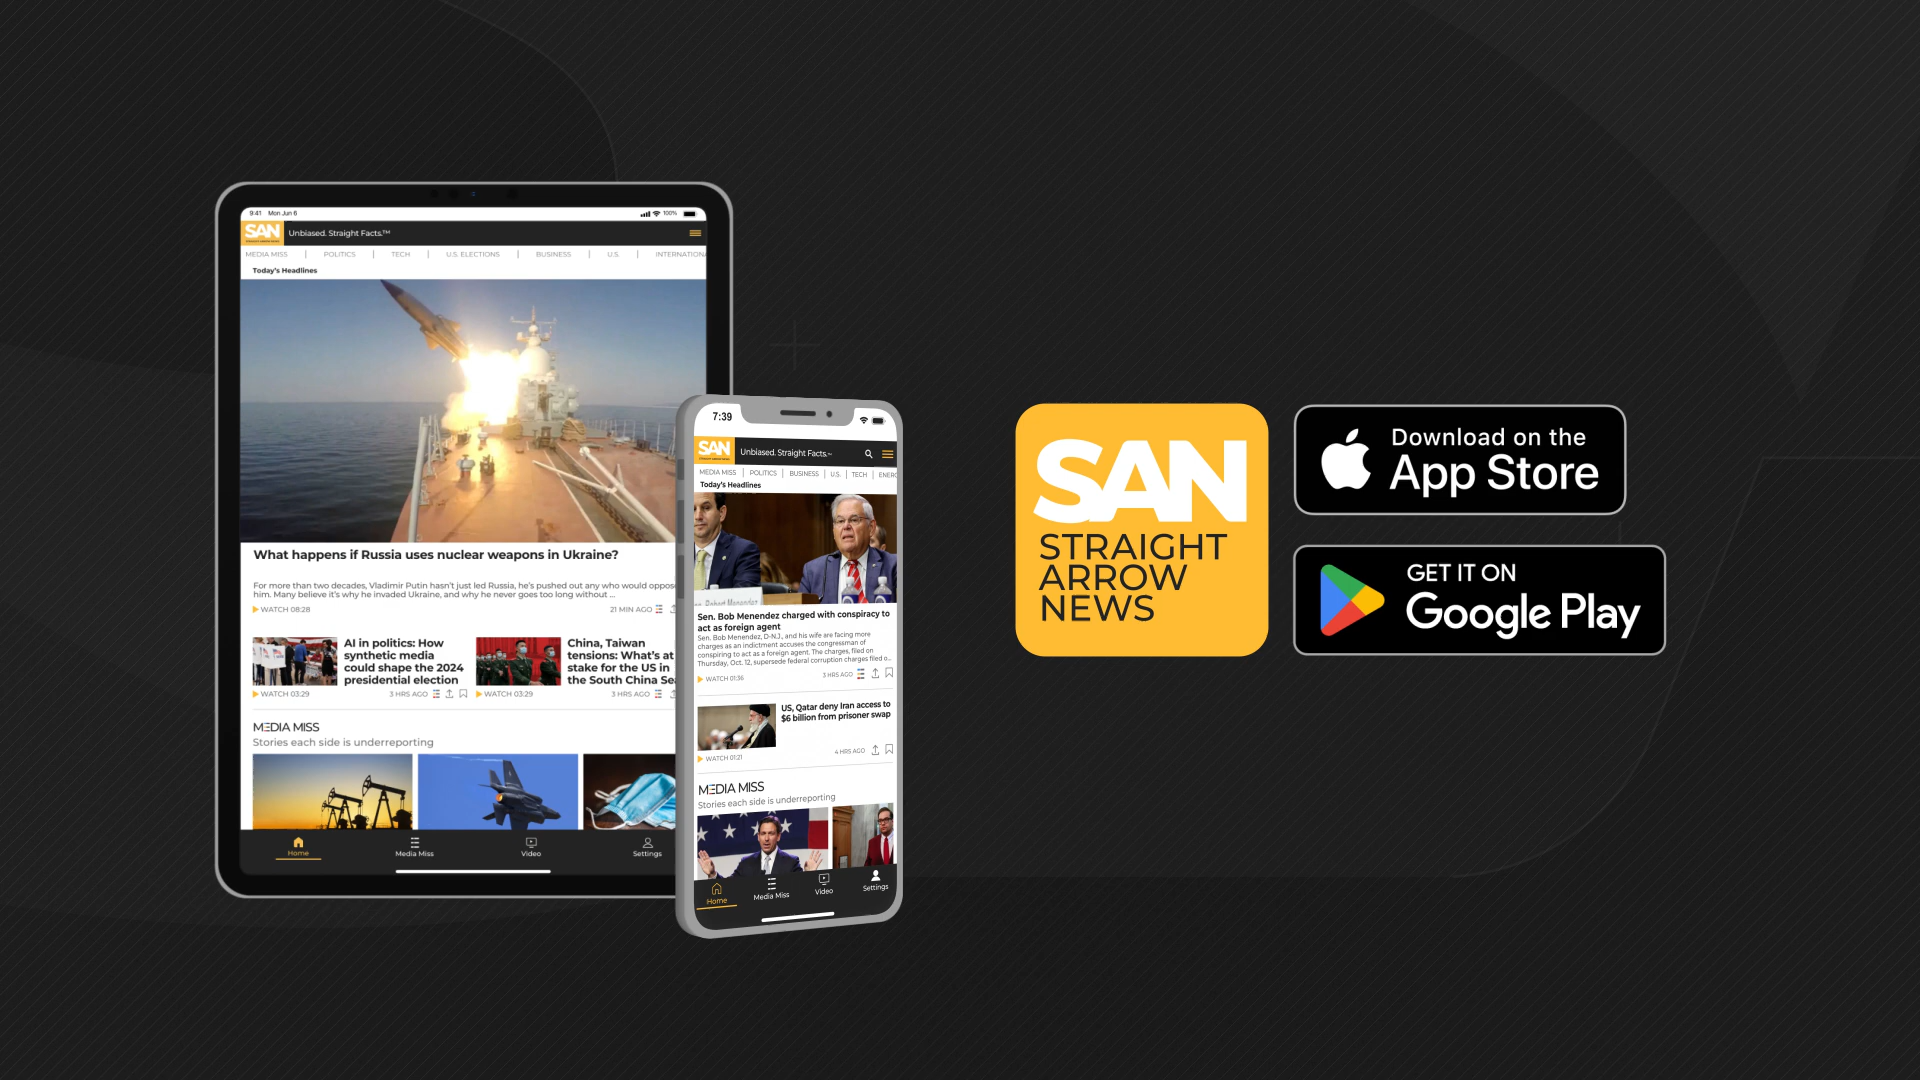 9:41 Mon Jun 6
100%
SAN
STRAIGHT ARROW NEWS
Unbiased. Straight Facts.™
MEDIA MISS | POLITICS | TECH | U.S. ELECTIONS | BUSINESS | U.S. | INTERNATIONA
Today's Headlines
What happens if Russia uses nuclear weapons in Ukraine?
For more than two decades, Vladimir Putin hasn't just led Russia, he's pushed out any who would oppose
him. Many believe it's why he invaded Ukraine, and why he never goes too long without ...
WATCH 08:28
21 MIN AGO
AI in politics: How
synthetic media
could shape the 2024
presidential election
WATCH 03:29
3 HRS AGO
China, Taiwan
tensions: What's at
stake for the US in
the South China Sea
WATCH 03:29
3 HRS AGO
MEDIA MISS
Stories each side is underreporting
Home
Media Miss
Video
Settings
7:39
SAN
STRAIGHT ARROW NEWS
Unbiased. Straight Facts.™
MEDIA MISS | POLITICS | BUSINESS | U.S. | TECH | ENERG
Today's Headlines
Robert Menendez
Sen. Bob Menendez charged with conspiracy to
act as foreign agent
Sen. Bob Menendez, D-N.J., and his wife are facing more
charges as an indictment accuses the congressman of
conspiring to act as a foreign agent. The charges, filed on
Thursday, Oct. 12, supersede federal corruption charges filed o...
WATCH 01:36
3 HRS AGO
US, Qatar deny Iran access to
$6 billion from prisoner swap
WATCH 01:21
4 HRS AGO
MEDIA MISS
Stories each side is underreporting
Home
Media Miss
Video
Settings
SAN
STRAIGHT
ARROW
NEWS
Download on the
App Store
GET IT ON
Google Play